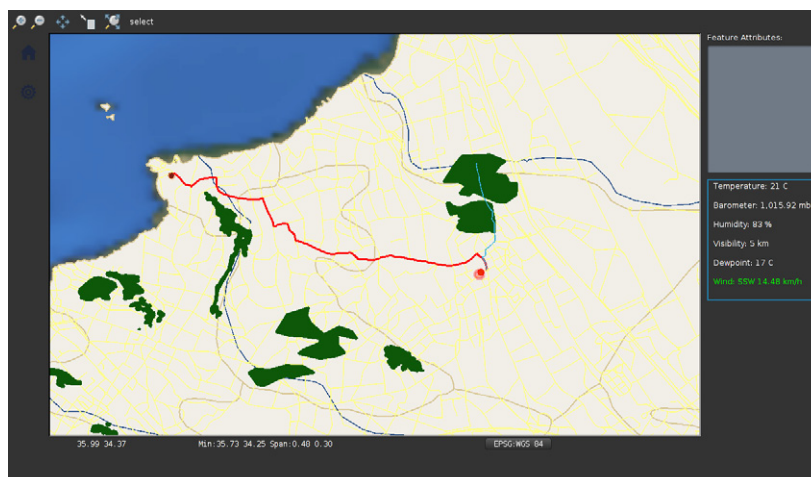 select
Feature Attributes:
Temperature: 21 C
Barometer: 1,015.92 mb
Humidity: 83 %
Visibility: 5 km
Dewpoint: 17 C
Wind: SSW 14.48 km/h
35.99 34.37 Min:35.73 34.25 Span:0.48 0.30 EPSG:WGS 84